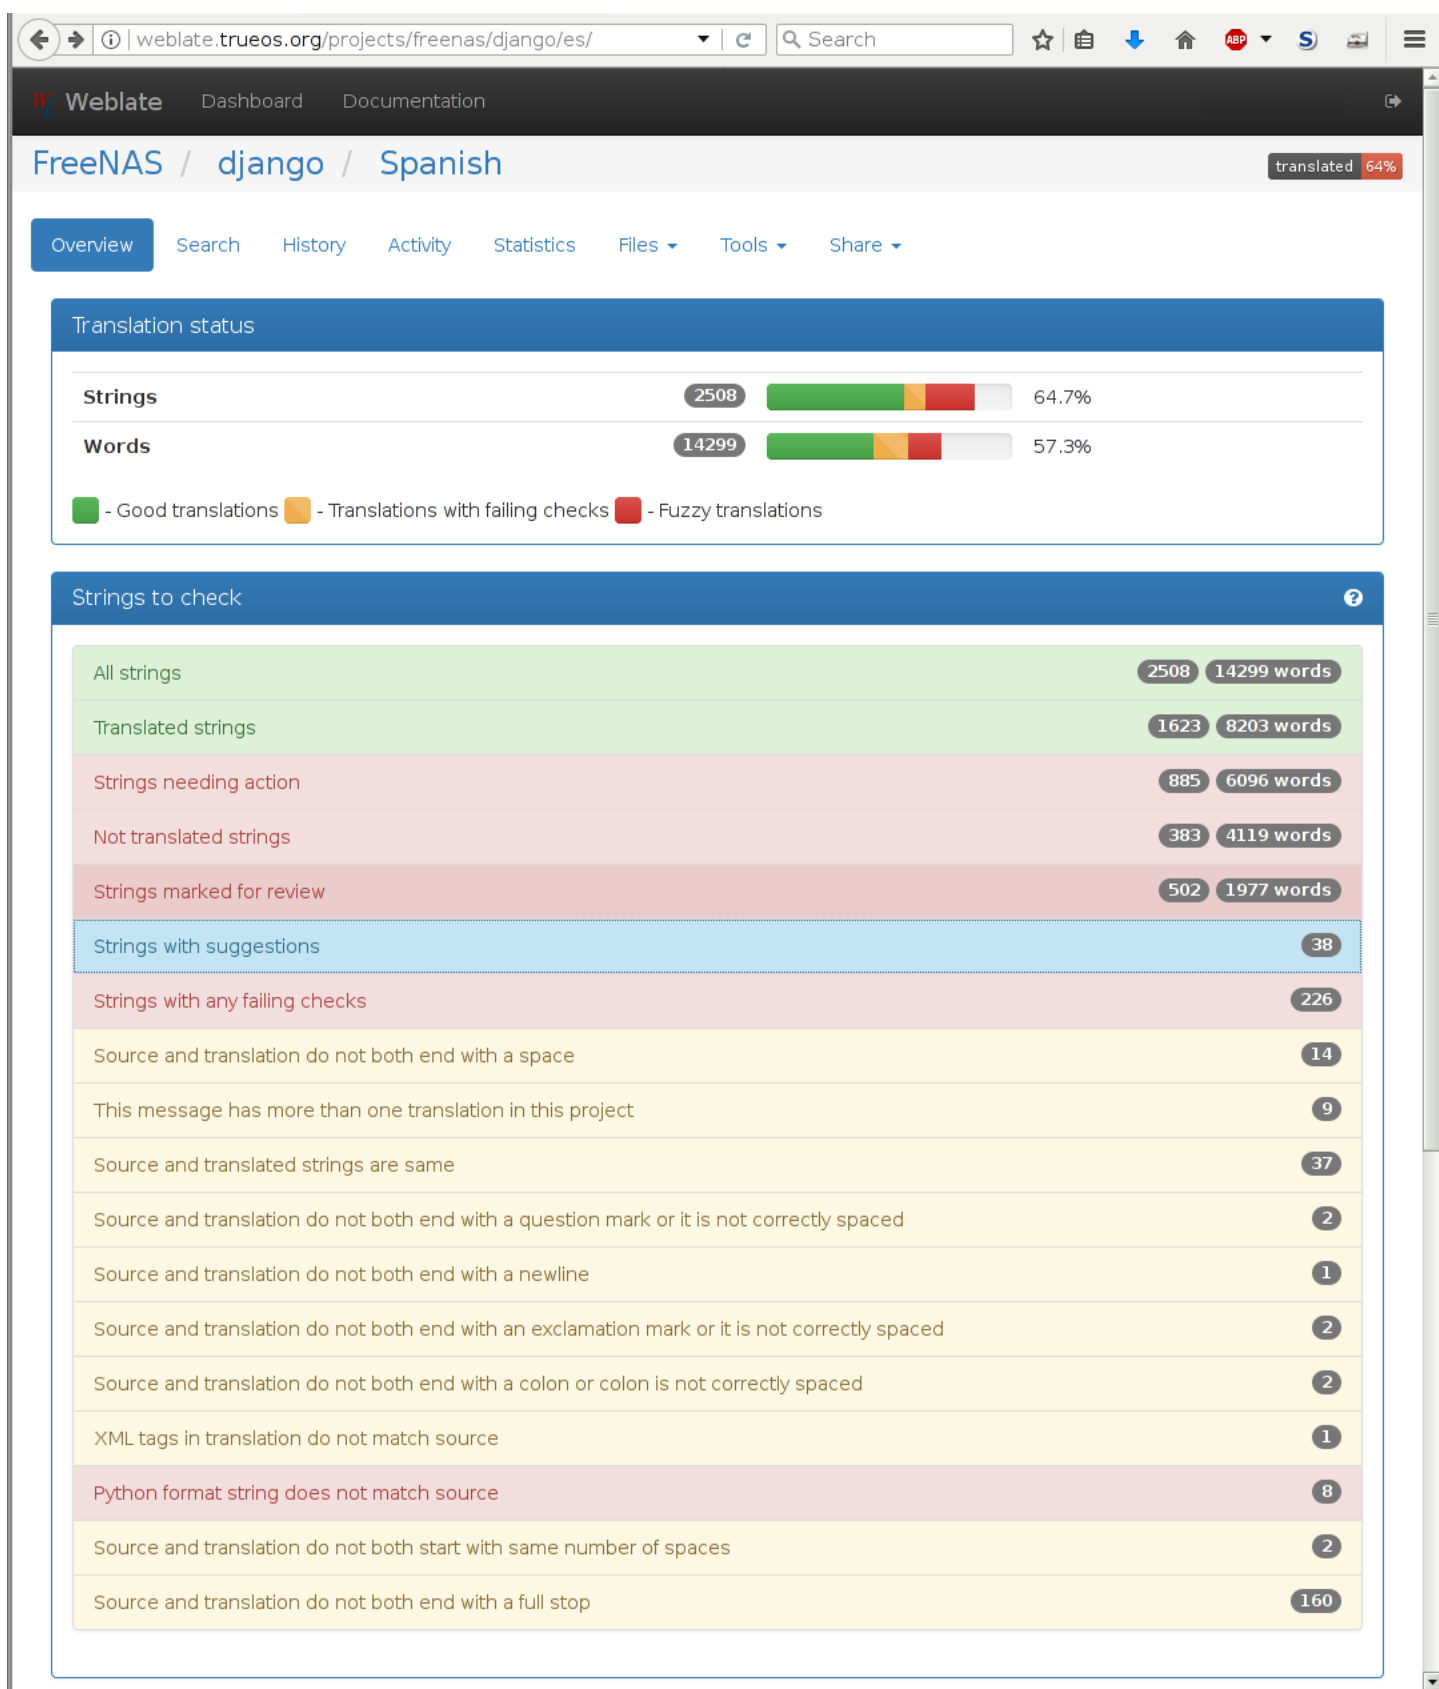 weblate.trueos.org/projects/freenas/django/es/ Search ABP S
Weblate Dashboard Documentation
FreeNAS / django / Spanish translated 64%
Overview Search History Activity Statistics Files Tools Share
Translation status
Strings 2508 64.7%
Words 14299 57.3%
- Good translations - Translations with failing checks - Fuzzy translations
Strings to check ?
All strings 2508 14299 words
Translated strings 1623 8203 words
Strings needing action 885 6096 words
Not translated strings 383 4119 words
Strings marked for review 502 1977 words
Strings with suggestions 38
Strings with any failing checks 226
Source and translation do not both end with a space 14
This message has more than one translation in this project 9
Source and translated strings are same 37
Source and translation do not both end with a question mark or it is not correctly spaced 2
Source and translation do not both end with a newline 1
Source and translation do not both end with an exclamation mark or it is not correctly spaced 2
Source and translation do not both end with a colon or colon is not correctly spaced 2
XML tags in translation do not match source 1
Python format string does not match source 8
Source and translation do not both start with same number of spaces 2
Source and translation do not both end with a full stop 160